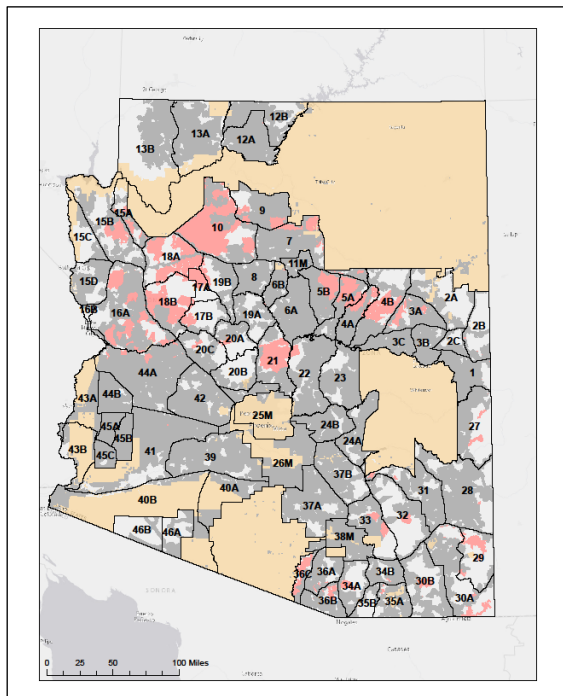 St George
12B
13A
12A
13B
15A
15B
15C
10
9
7
18A
11M
15D
17A
19B
8
6B
5B
5A
4B
2A
16B
16A
18B
17B
19A
6A
3A
2B
4A
20A
3C
3B
2C
20C
20B
21
22
23
1
44A
43A
44B
42
25M
27
45A
45B
24B
43B
45C
41
39
24A
26M
37B
40A
31
28
40B
37A
33
32
46B
46A
38M
29
36C
36A
34B
34A
30B
36B
35B
35A
30A
Nogales
SONORA
0
25
50
100 Miles